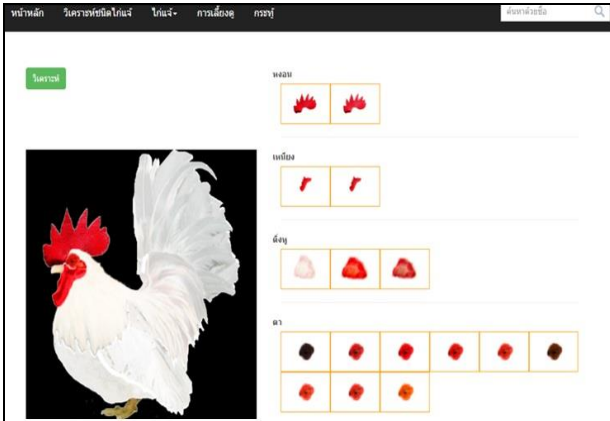 หน้าหลัก วิเคราะห์ชนิดไก่แจ้ ไก่แจ้ การเลี้ยงดู กระทู้ ค้นหาด้วยชื่อ
วิเคราะห์
หงอน
เหนียง
ติ่งหู
ตา